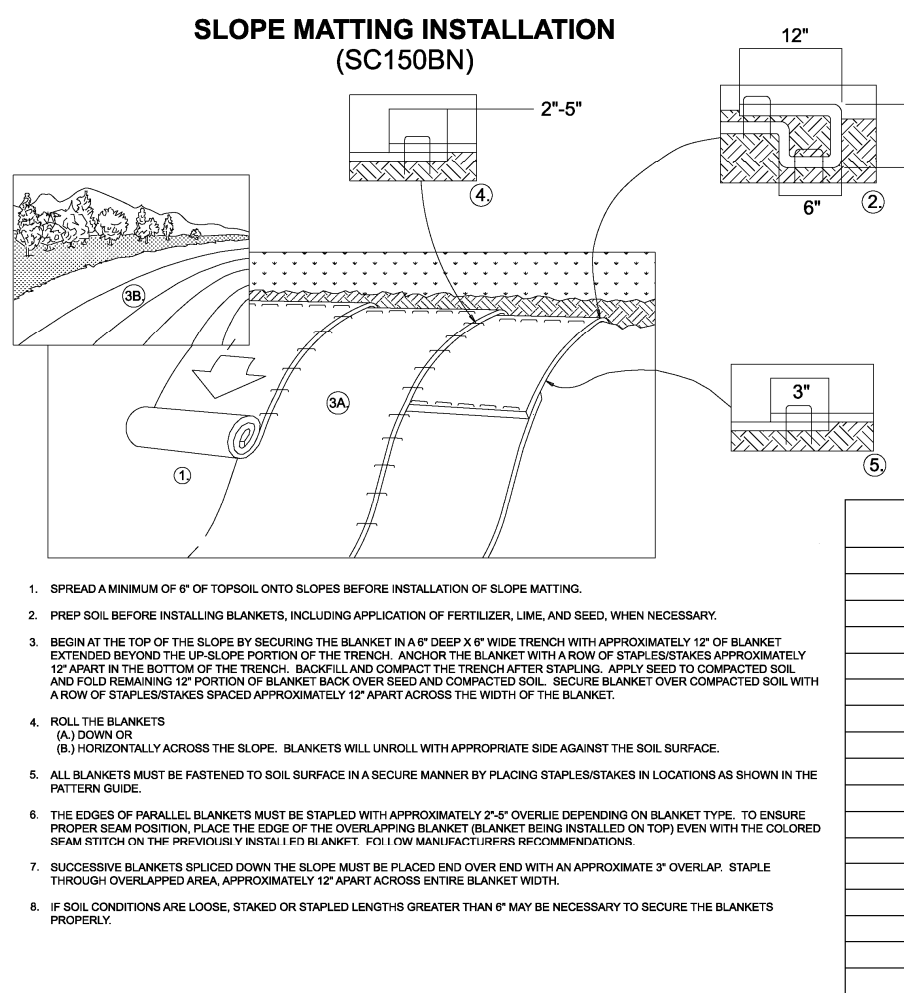 SLOPE MATTING INSTALLATION
(SC150BN)
12"
2"-5"
4.
6"
2.
3B.
3A.
3"
1.
5.
1. SPREAD A MINIMUM OF 6" OF TOPSOIL ONTO SLOPES BEFORE INSTALLATION OF SLOPE MATTING.
2. PREP SOIL BEFORE INSTALLING BLANKETS, INCLUDING APPLICATION OF FERTILIZER, LIME, AND SEED, WHEN NECESSARY.
3. BEGIN AT THE TOP OF THE SLOPE BY SECURING THE BLANKET IN A 6" DEEP X 6" WIDE TRENCH WITH APPROXIMATELY 12" OF BLANKET
EXTENDED BEYOND THE UP-SLOPE PORTION OF THE TRENCH. ANCHOR THE BLANKET WITH A ROW OF STAPLES/STAKES APPROXIMATELY
12" APART IN THE BOTTOM OF THE TRENCH. BACKFILL AND COMPACT THE TRENCH AFTER STAPLING. APPLY SEED TO COMPACTED SOIL
AND FOLD REMAINING 12" PORTION OF BLANKET BACK OVER SEED AND COMPACTED SOIL. SECURE BLANKET OVER COMPACTED SOIL WITH
A ROW OF STAPLES/STAKES SPACED APPROXIMATELY 12" APART ACROSS THE WIDTH OF THE BLANKET.
4. ROLL THE BLANKETS
(A.) DOWN OR
(B.) HORIZONTALLY ACROSS THE SLOPE. BLANKETS WILL UNROLL WITH APPROPRIATE SIDE AGAINST THE SOIL SURFACE.
5. ALL BLANKETS MUST BE FASTENED TO SOIL SURFACE IN A SECURE MANNER BY PLACING STAPLES/STAKES IN LOCATIONS AS SHOWN IN THE
PATTERN GUIDE.
6. THE EDGES OF PARALLEL BLANKETS MUST BE STAPLED WITH APPROXIMATELY 2"-5" OVERLIE DEPENDING ON BLANKET TYPE. TO ENSURE
PROPER SEAM POSITION, PLACE THE EDGE OF THE OVERLAPPING BLANKET (BLANKET BEING INSTALLED ON TOP) EVEN WITH THE COLORED
SEAM STITCH ON THE PREVIOUSLY INSTALLED BLANKET. FOLLOW MANUFACTURERS RECOMMENDATIONS.
7. SUCCESSIVE BLANKETS SPLICED DOWN THE SLOPE MUST BE PLACED END OVER END WITH AN APPROXIMATE 3" OVERLAP. STAPLE
THROUGH OVERLAPPED AREA, APPROXIMATELY 12" APART ACROSS ENTIRE BLANKET WIDTH.
8. IF SOIL CONDITIONS ARE LOOSE, STAKED OR STAPLED LENGTHS GREATER THAN 6" MAY BE NECESSARY TO SECURE THE BLANKETS
PROPERLY.